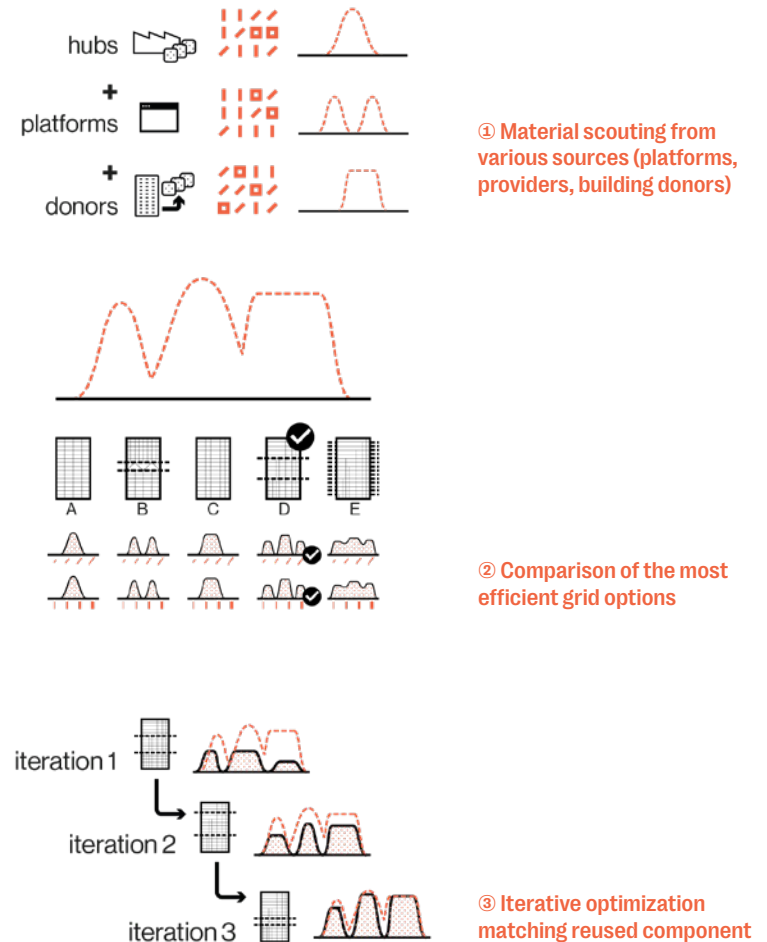 hubs
+
platforms
+
donors
① Material scouting from
various sources (platforms,
providers, building donors)
A B C D E
② Comparison of the most
efficient grid options
iteration 1
iteration 2
iteration 3
③ Iterative optimization
matching reused component